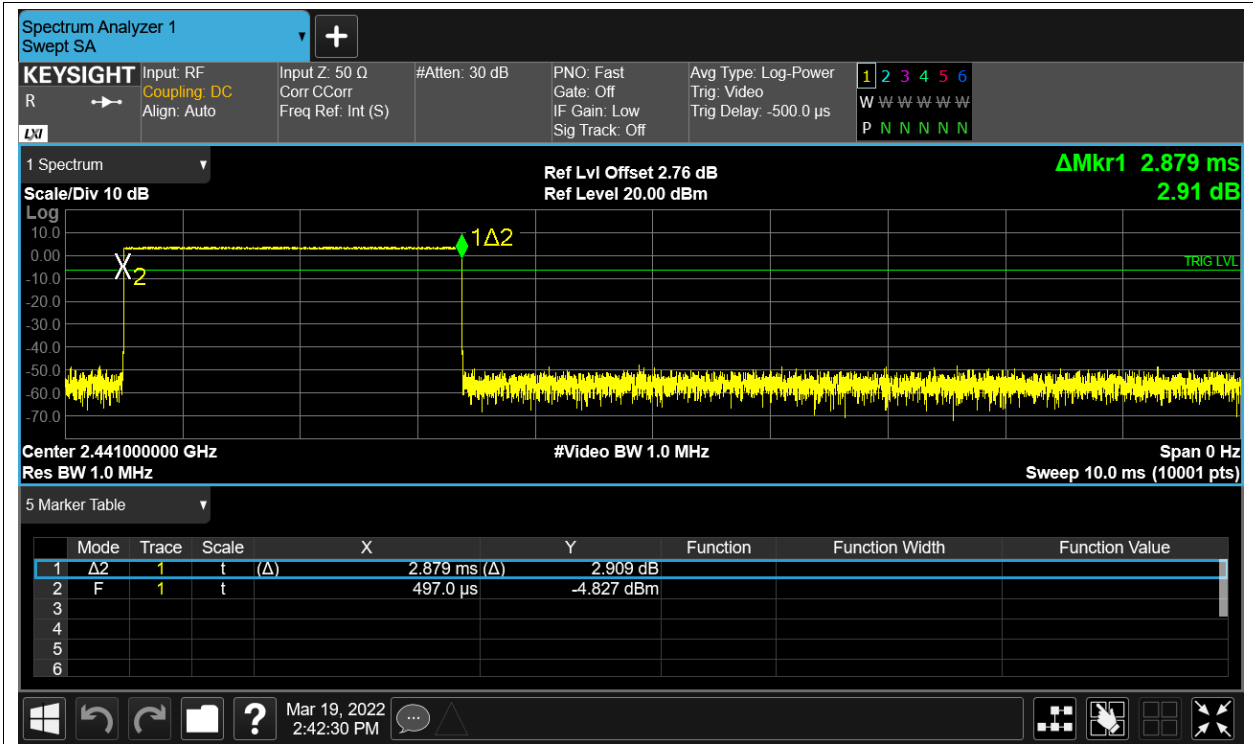 Spectrum Analyzer 1
Swept SA
KEYSIGHT Input: RF Input Z: 50 Ω #Atten: 30 dB PNO: Fast Avg Type: Log-Power 1 2 3 4 5 6
R Coupling: DC Corr CCorr Gate: Off Trig: Video W W W W W W
Align: Auto Freq Ref: Int (S) IF Gain: Low Trig Delay: -500.0 µs
LXI Sig Track: Off P N N N N N
1 Spectrum Ref Lvl Offset 2.76 dB ΔMkr1 2.879 ms
Scale/Div 10 dB Ref Level 20.00 dBm 2.91 dB
Log
10.0 1Δ2
0.00 TRIG LVL
-10.0 2
-20.0
-30.0
-40.0
-50.0
-60.0
-70.0
Center 2.441000000 GHz #Video BW 1.0 MHz Span 0 Hz
Res BW 1.0 MHz Sweep 10.0 ms (10001 pts)
5 Marker Table
Mode Trace Scale X Y Function Function Width Function Value
1 Δ2 1 t (Δ) 2.879 ms (Δ) 2.909 dB
2 F 1 t 497.0 µs -4.827 dBm
3
4
5
6
? Mar 19, 2022
2:42:30 PM